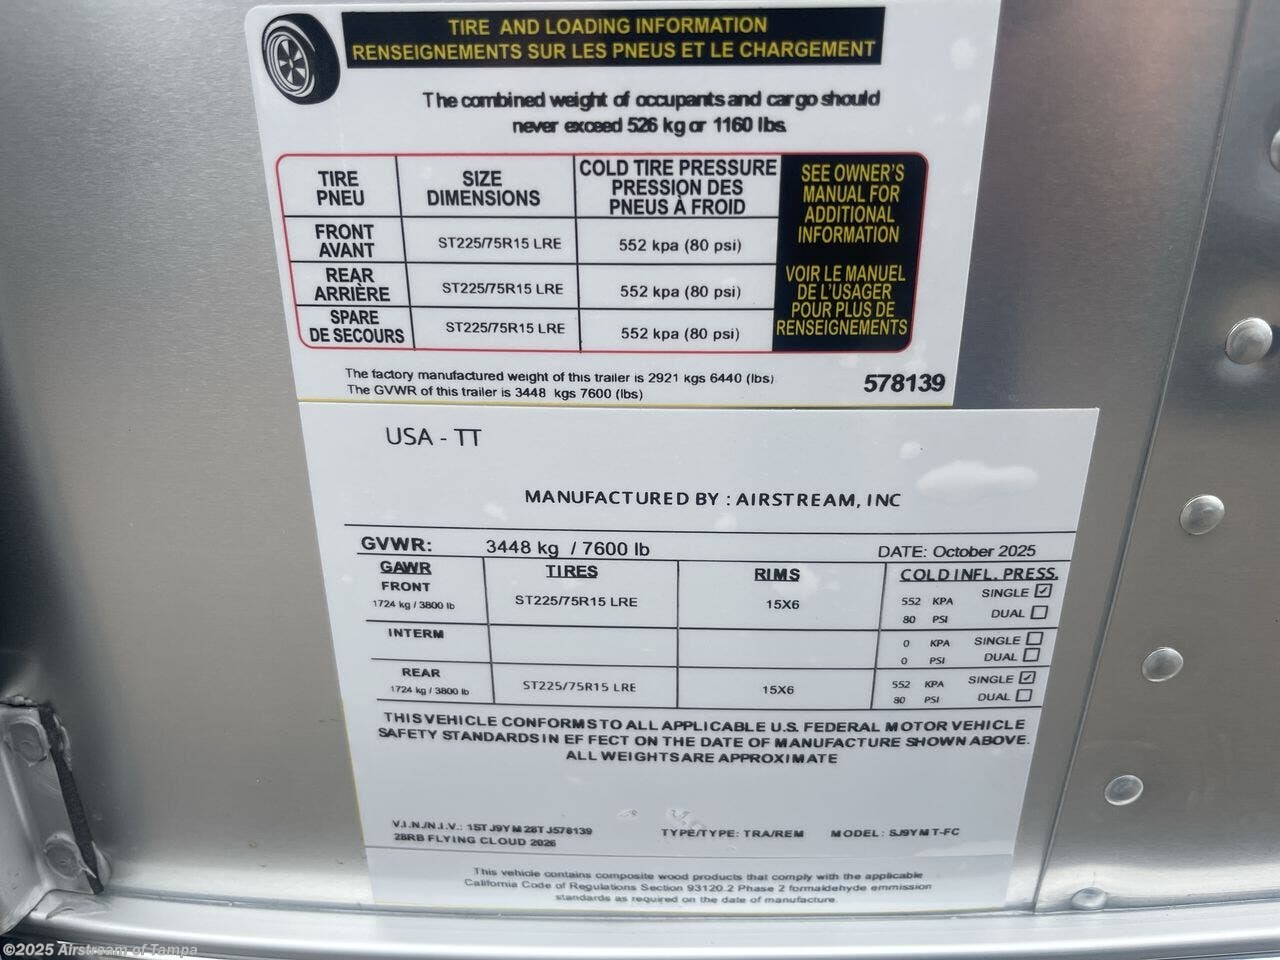 TIRE AND LOADING INFORMATION
RENSEIGNEMENTS SUR LES PNEUS ET LE CHARGEMENT
The combined weight of occupants and cargo should
never exceed 526 kg or 1160 lbs.
TIRE PNEU SIZE DIMENSIONS COLD TIRE PRESSURE PRESSION DES PNEUS À FROID
FRONT AVANT ST225/75R15 LRE 552 kpa (80 psi)
REAR ARRIÈRE ST225/75R15 LRE 552 kpa (80 psi)
SPARE DE SECOURS ST225/75R15 LRE 552 kpa (80 psi)
SEE OWNER'S
MANUAL FOR
ADDITIONAL
INFORMATION
VOIR LE MANUEL
DE L'USAGER
POUR PLUS DE
RENSEIGNEMENTS
The factory manufactured weight of this trailer is 2921 kgs 6440 (lbs)
The GVWR of this trailer is 3448 kgs 7600 (lbs)
578139
USA - TT
MANUFACTURED BY : AIRSTREAM, INC
GVWR: 3448 kg / 7600 lb DATE: October 2025
GAWR TIRES RIMS COLD INFL. PRESS.
FRONT ST225/75R15 LRE 15X6 552 KPA SINGLE
1724 kg / 3800 lb 80 PSI DUAL
INTERM 0 KPA SINGLE
0 PSI DUAL
REAR ST225/75R15 LRE 15X6 552 KPA SINGLE
1724 kg / 3800 lb 80 PSI DUAL
THIS VEHICLE CONFORMS TO ALL APPLICABLE U.S. FEDERAL MOTOR VEHICLE
SAFETY STANDARDS IN EFFECT ON THE DATE OF MANUFACTURE SHOWN ABOVE.
ALL WEIGHTS ARE APPROXIMATE
V.I.N./N.I.V.: 1STJ9YM28TJ578139 TYPE/TYPE: TRA/REM MODEL: SJ9YMT-FC
28RB FLYING CLOUD 2026
This vehicle contains composite wood products that comply with the applicable
California Code of Regulations Section 93120.2 Phase 2 formaldehyde emmission
standards as required on the date of manufacture.
©2025 Airstream of Tampa